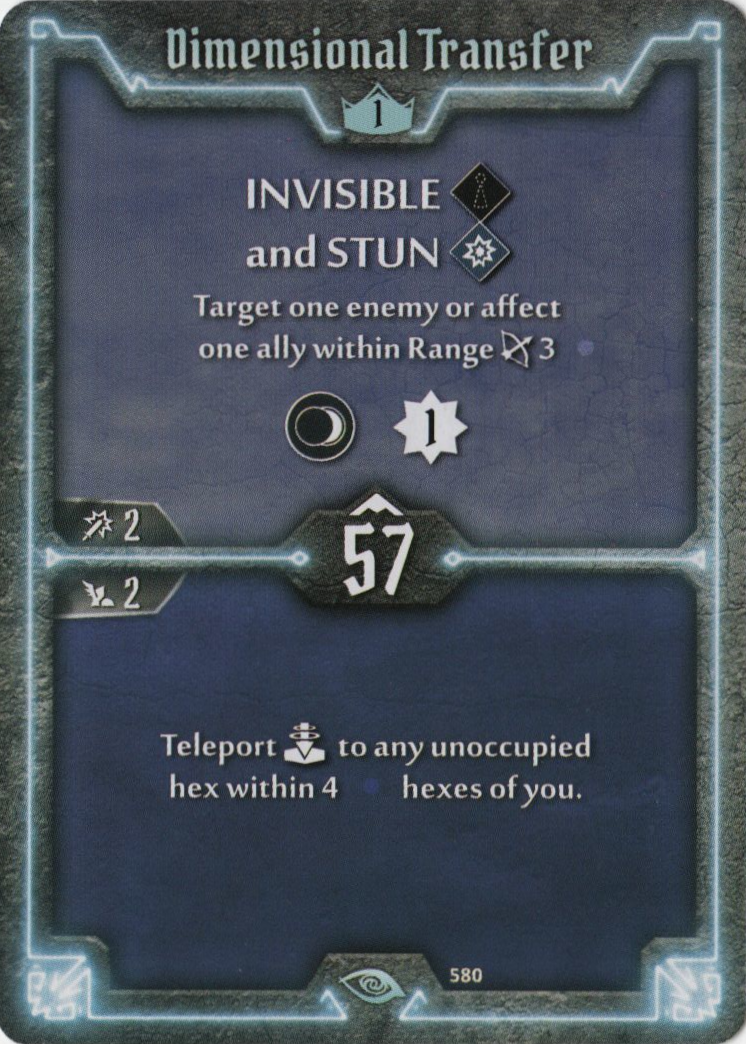 Dimensional Transfer
1
INVISIBLE
and STUN
Target one enemy or affect
one ally within Range 3
1
2
57
2
Teleport to any unoccupied
hex within 4 hexes of you.
580